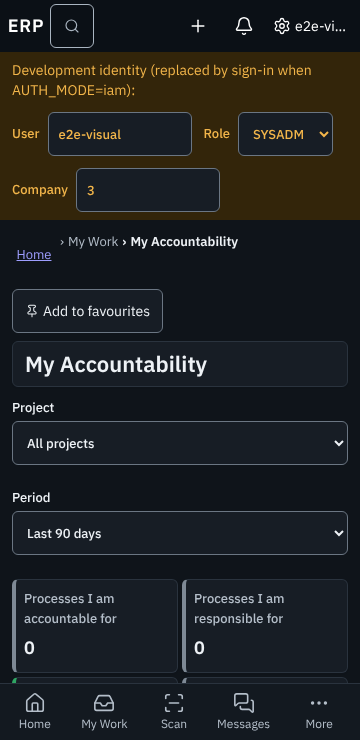 ERP
e2e-vi...
Development identity (replaced by sign-in when
AUTH_MODE=iam):
User
e2e-visual
Role
SYSADM
Company
3
Home › My Work › My Accountability
Add to favourites
My Accountability
Project
All projects
Period
Last 90 days
Processes I am
accountable for
0
Processes I am
responsible for
0
Home
My Work
Scan
Messages
More